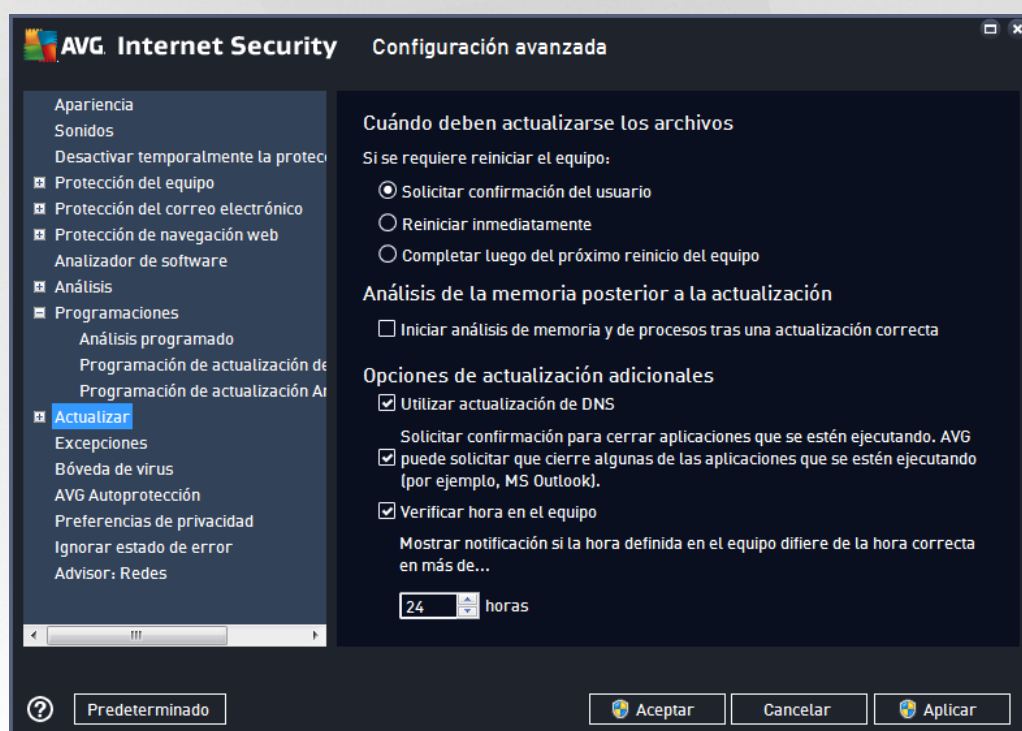 AVG. Internet Security
Configuración avanzada
Apariencia
Sonidos
Desactivar temporalmente la protec
Protección del equipo
Protección del correo electrónico
Protección de navegación web
Analizador de software
Análisis
Programaciones
Análisis programado
Programación de actualización de
Programación de actualización
Actualizar
Excepciones
Bóveda de virus
AVG Autoprotección
Preferencias de privacidad
Ignorar estado de error
Advisor: Redes
Cuándo deben actualizarse los archivos
Si se requiere reiniciar el equipo:
Solicitar confirmación del usuario
Reiniciar inmediatamente
Completar luego del próximo reinicio del equipo
Análisis de la memoria posterior a la actualización
Iniciar análisis de memoria y de procesos tras una actualización correcta
Opciones de actualización adicionales
Utilizar actualización de DNS
Solicitar confirmación para cerrar aplicaciones que se estén ejecutando. AVG
puede solicitar que cierre algunas de las aplicaciones que se estén ejecutando
(por ejemplo, MS Outlook).
Verificar hora en el equipo
Mostrar notificación si la hora definida en el equipo difiere de la hora correcta
en más de...
24 horas
? Predeterminado
Aceptar
Cancelar
Aplicar